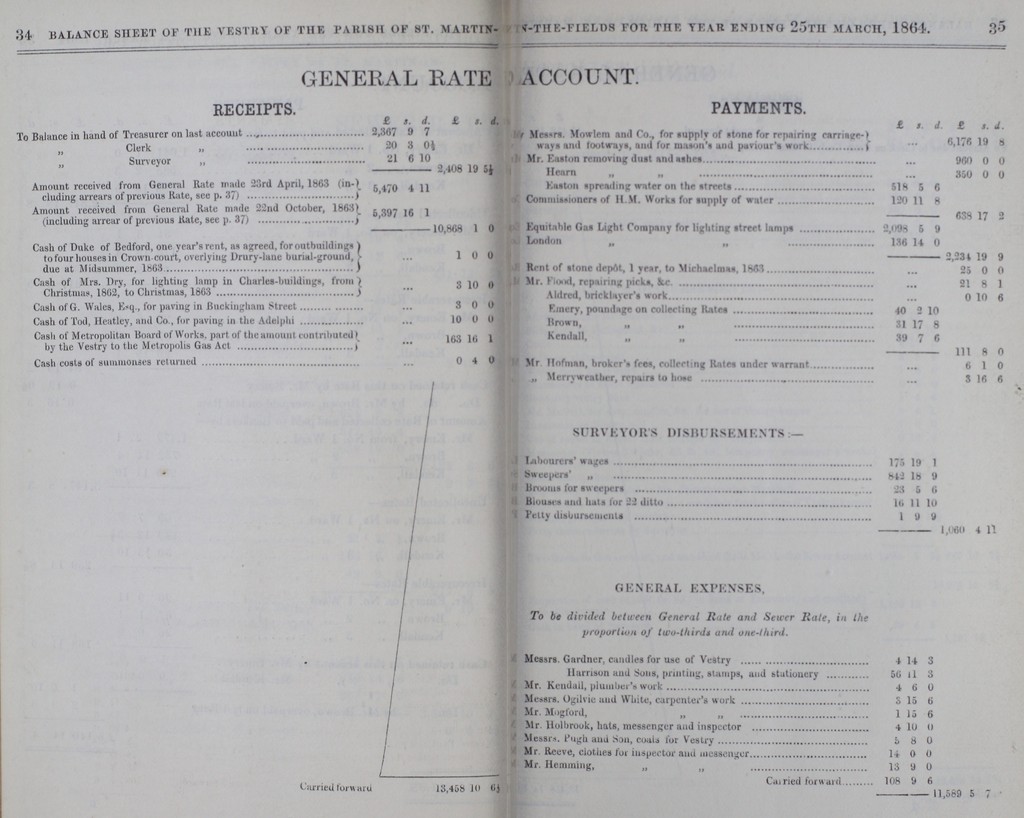 34 BALANCE SHEET OF THE VESTRY OF THE PARISH OF ST. MARTIN-IN-THE-FIELDS FOR THE YEAR ENDING 25TH MARCH, 1864. 35
GENERAL RATE ACCOUNT.
RECEIPTS.
£ s. d. £ s. d.
To Balance in hand of Treasurer on last account 2,367 9 7
„ Clerk „ 20 3 0½
„ Surveyor „ 21 6 10
2,408 19 5½
Amount received from General Rate made 23rd April, 1863 (in-
cluding arrears of previous Rate, see p. 37) 5,470 4 11
Amount received from General Rate made 22nd October, 1863
(including arrear of previous Rate, see p. 37) 5,397 16 1
10,868 1 0
Cash of Duke of Bedford, one year's rent, as agreed, for outbuildings
to four houses in Crown-court, overlying Drury-lane burial-ground,
due at Midsummer, 1863 ... 1 0 0
Cash of Mrs. Dry, for lighting lamp in Charles-buildings, from
Christmas, 1862, to Christmas, 1863 ... 3 10 0
Cash of G. Wales, Esq., for paving in Buckingham Street ... 3 0 0
Cash of Tod, Heatley, and Co., for paving in the Adelphi ... 10 0 0
Cash of Metropolitan Board of Works, part of the amount contributed
by the Vestry to the Metropolis Gas Act ... 163 16 1
Cash costs of summonses returned ... 0 4 0
Carried forward 13,458 10 6½
PAYMENTS.
£ s. d. £ s. d.
Messrs. Mowlem and Co., for supply of stone for repairing carriage-
ways and footways, and for mason's and paviour's work ... 6,176 19 8
Mr. Easton removing dust and ashes ... 960 0 0
Hearn „ „ ... 350 0 0
Easton spreading water on the streets 518 5 6
Commissioners of H.M. Works for supply of water 120 11 8
638 17 2
Equitable Gas Light Company for lighting street lamps 2,098 5 9
London „ „ 136 14 0
2,234 19 9
Rent of stone depôt, 1 year, to Michaelmas, 1863 ... 25 0 0
Mr. Flood, repairing picks, &c. ... 21 8 1
Aldred, bricklayer's work ... 0 10 6
Emery, poundage on collecting Rates 40 2 10
Brown, „ „ 31 17 8
Kendall, „ „ 39 7 6
111 8 0
Mr. Hofman, broker's fees, collecting Rates under warrant ... 6 1 0
„ Merryweather, repairs to hose ... 3 16 6
SURVEYOR'S DISBURSEMENTS:—
Labourers' wages 175 19 1
Sweepers' „ 842 18 9
Brooms for sweepers 23 5 6
Blouses and hats for 22 ditto 16 11 10
Petty disbursements 1 9 9
1,060 4 11
GENERAL EXPENSES.
To be divided between General Rate and Sewer Rate, in the
proportion of two-thirds and one-third.
Messrs. Gardner, candles for use of Vestry 4 14 3
Harrison and Sons, printing, stamps, and stationery 56 11 3
Mr. Kendall, plumber's work 4 6 0
Messrs. Ogilvie and White, carpenter's work 3 15 6
Mr. Mogford, „ „ 1 15 6
Mr. Holbrook, hats, messenger and inspector 4 10 0
Messrs. Pugh and Son, coals for Vestry 5 8 0
Mr. Reeve, clothes for inspector and messenger 14 0 0
Mr. Hemming, „ „ 13 9 0
Carried forward 108 9 6
11,589 5 7